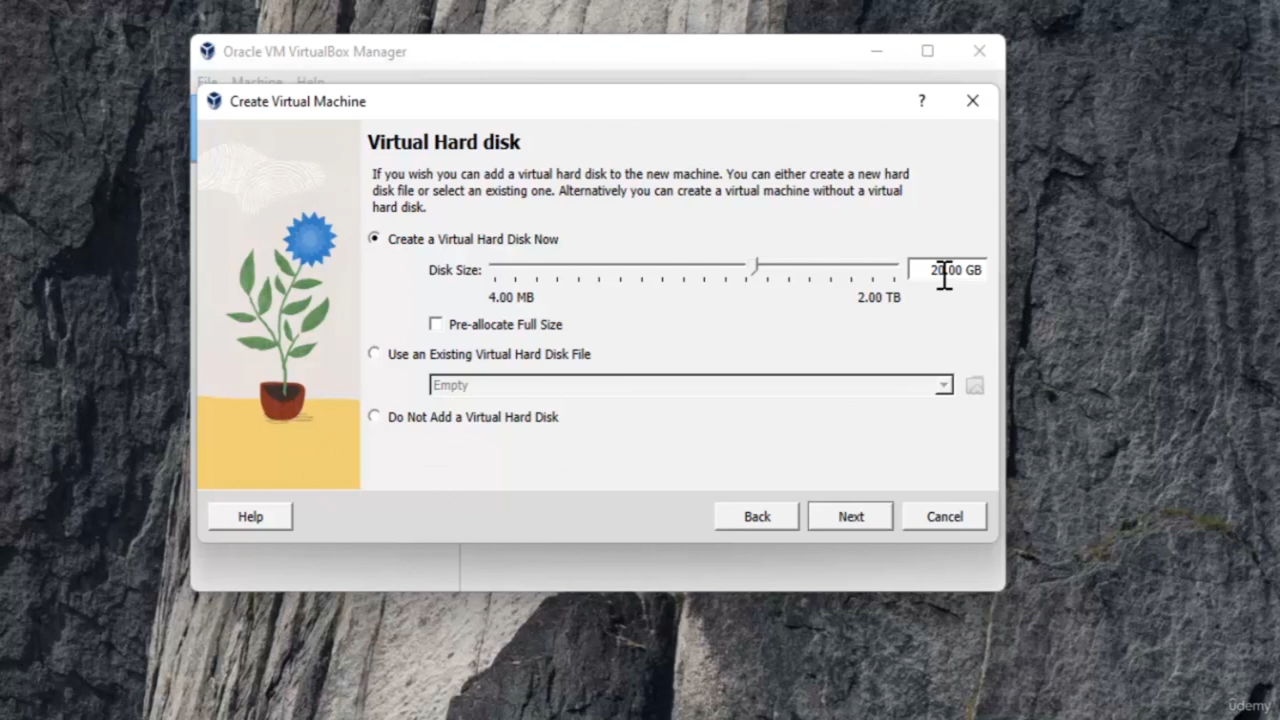 Oracle VM VirtualBox Manager
File Machine Help
Create Virtual Machine
?
Virtual Hard disk
If you wish you can add a virtual hard disk to the new machine. You can either create a new hard
disk file or select an existing one. Alternatively you can create a virtual machine without a virtual
hard disk.
Create a Virtual Hard Disk Now
Disk Size:
20.00 GB
4.00 MB
2.00 TB
Pre-allocate Full Size
Use an Existing Virtual Hard Disk File
Empty
Do Not Add a Virtual Hard Disk
Help
Back
Next
Cancel
udemy